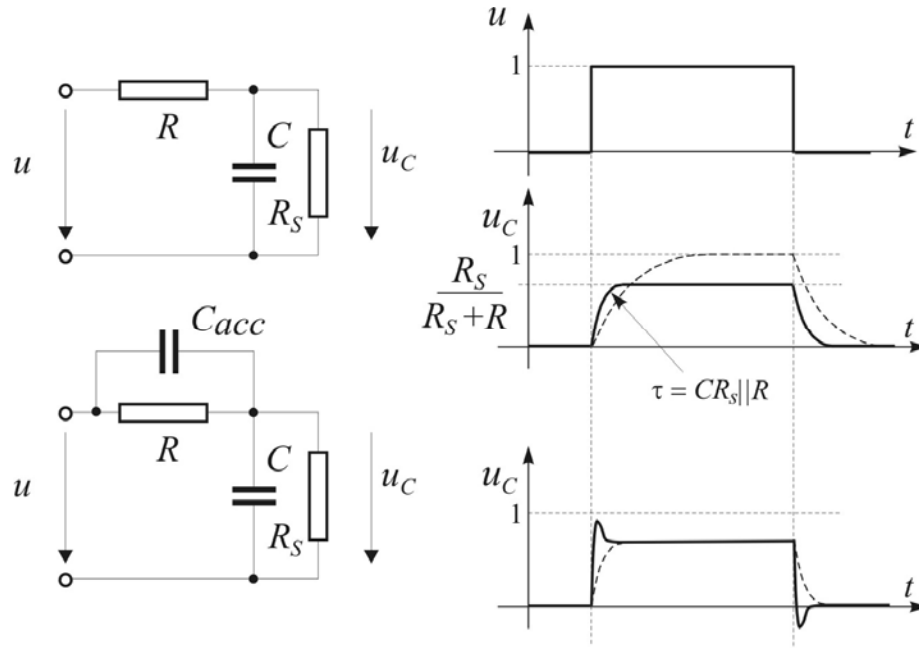 R
C
u
R_S
u_C
C_acc
R
C
u
R_S
u_C
u
1
t
u_C
1
R_S
R_S+R
t
τ = CR_s||R
u_C
1
t